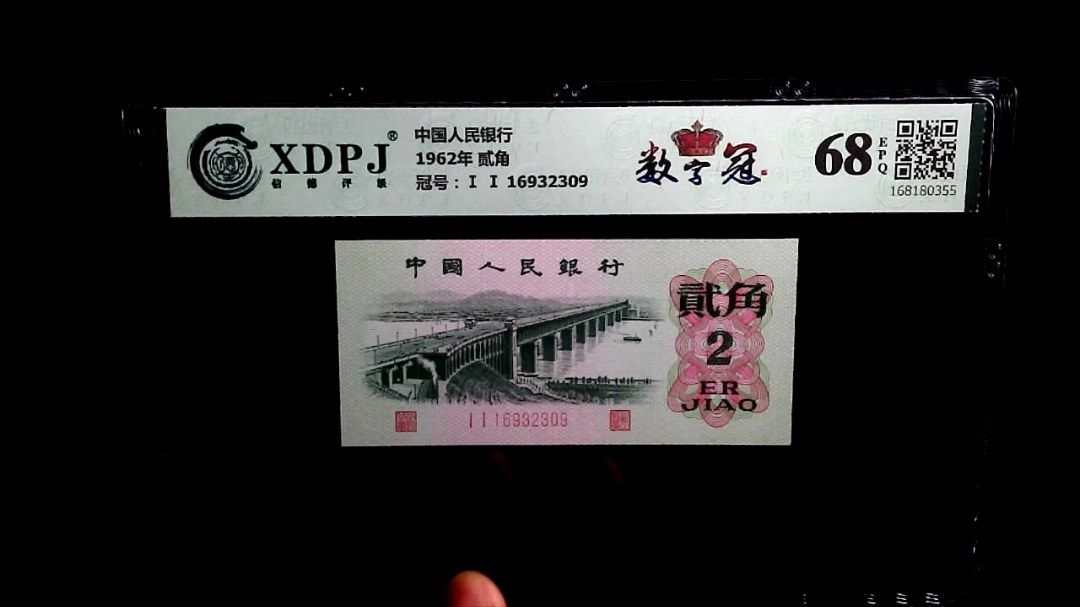 XDPJ®
信德评级
中国人民银行
1962年 贰角
冠号：Ⅰ Ⅰ 16932309
数字冠
68
EPQ
168180355
中國人民銀行
貳角
2
ER
JIAO
ⅠⅠ16932309